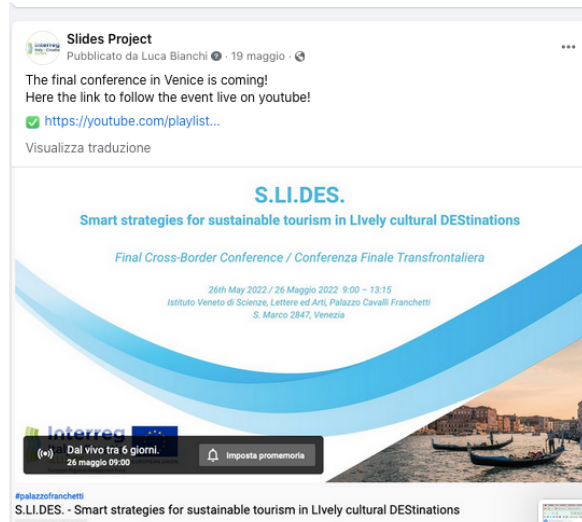 Slides Project
Pubblicato da Luca Bianchi · 19 maggio ·
The final conference in Venice is coming!
Here the link to follow the event live on youtube!
✅ https://youtube.com/playlist...
Visualizza traduzione
S.LI.DES.
Smart strategies for sustainable tourism in LIvely cultural DEStinations
Final Cross-Border Conference / Conferenza Finale Transfrontaliera
26th May 2022 / 26 Maggio 2022 9:00 – 13:15
Istituto Veneto di Scienze, Lettere ed Arti, Palazzo Cavalli Franchetti
S. Marco 2847, Venezia
Interreg
Dal vivo tra 6 giorni.
26 maggio 09:00
Imposta promemoria
#palazzofranchetti
S.LI.DES. - Smart strategies for sustainable tourism in LIvely cultural DEStinations